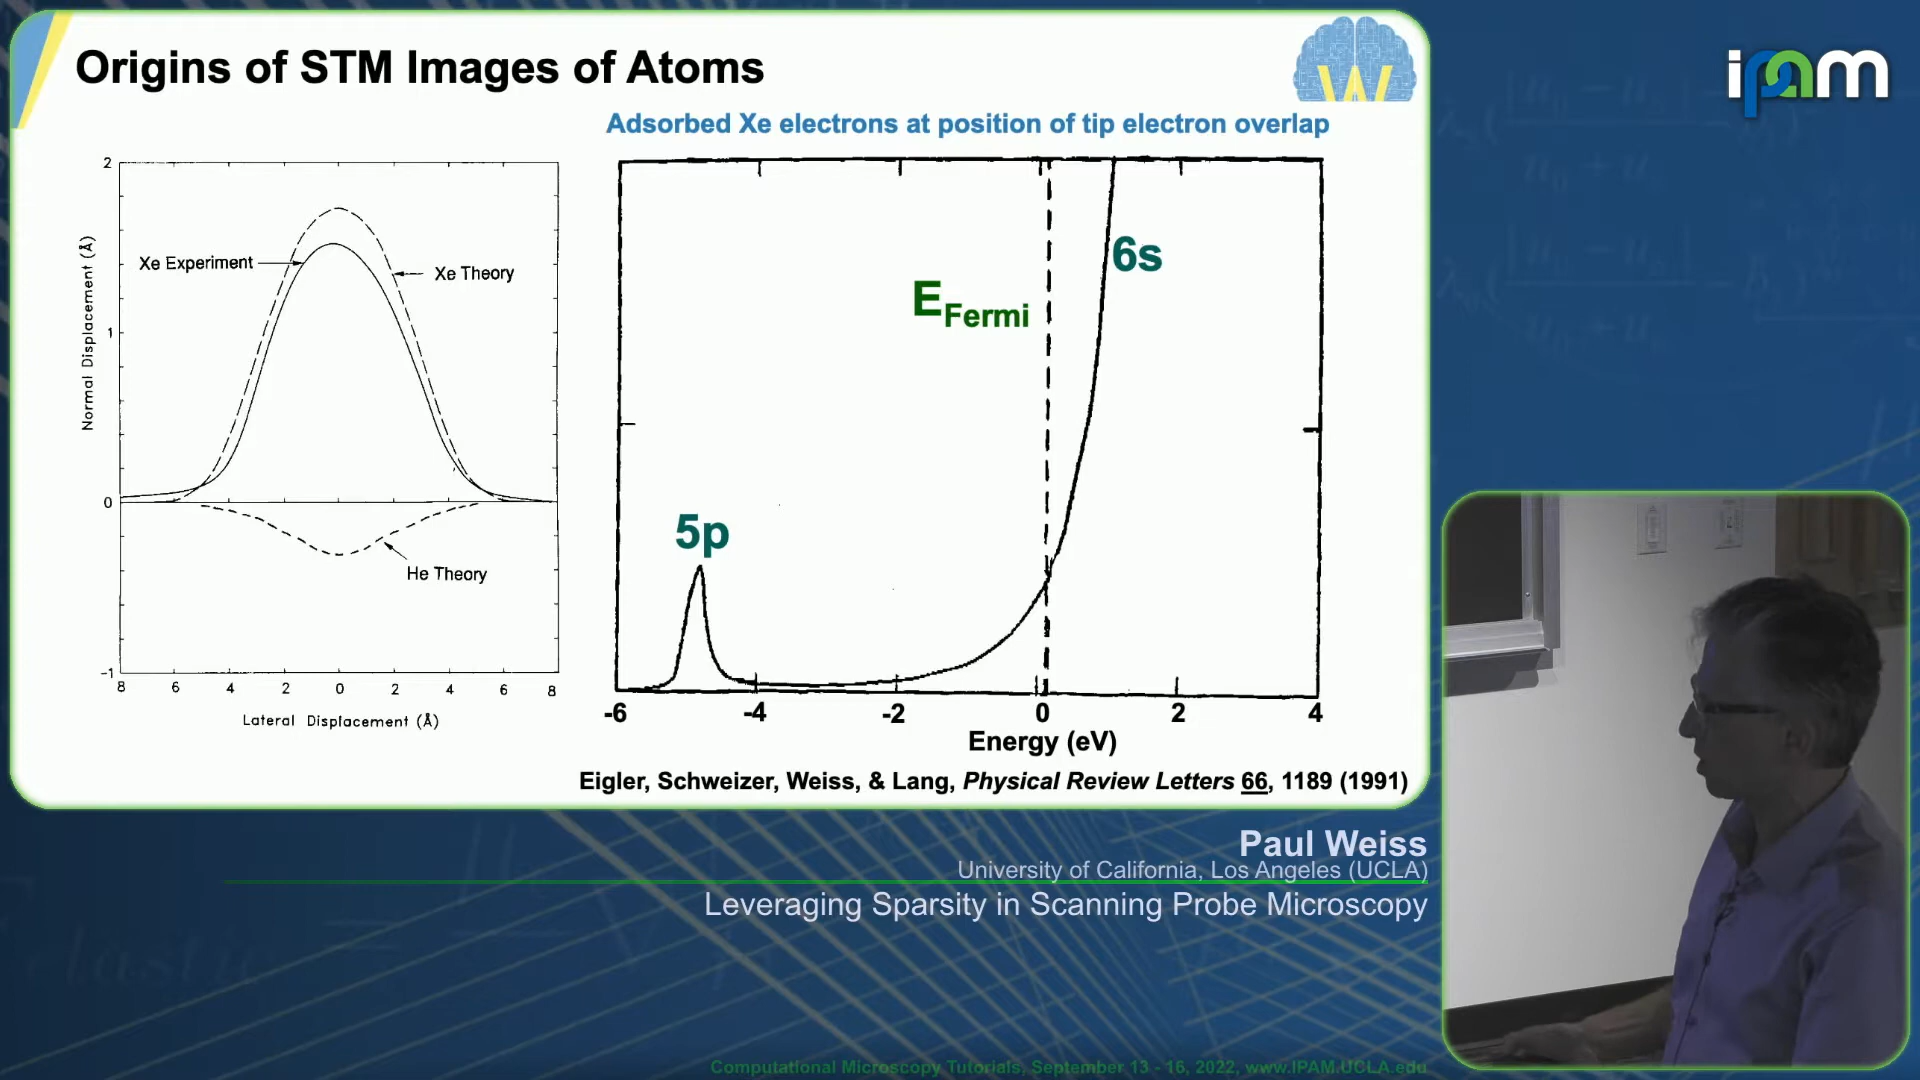 Origins of STM Images of Atoms
ipam
Adsorbed Xe electrons at position of tip electron overlap
2
1
0
-1
Normal Displacement (Å)
Xe Experiment
Xe Theory
He Theory
8 6 4 2 0 2 4 6 8
Lateral Displacement (Å)
E Fermi
6s
5p
-6 -4 -2 0 2 4
Energy (eV)
Eigler, Schweizer, Weiss, & Lang, Physical Review Letters 66, 1189 (1991)
Paul Weiss
University of California, Los Angeles (UCLA)
Leveraging Sparsity in Scanning Probe Microscopy
Computational Microscopy Tutorials, September 13 - 16, 2022, www.IPAM.UCLA.edu